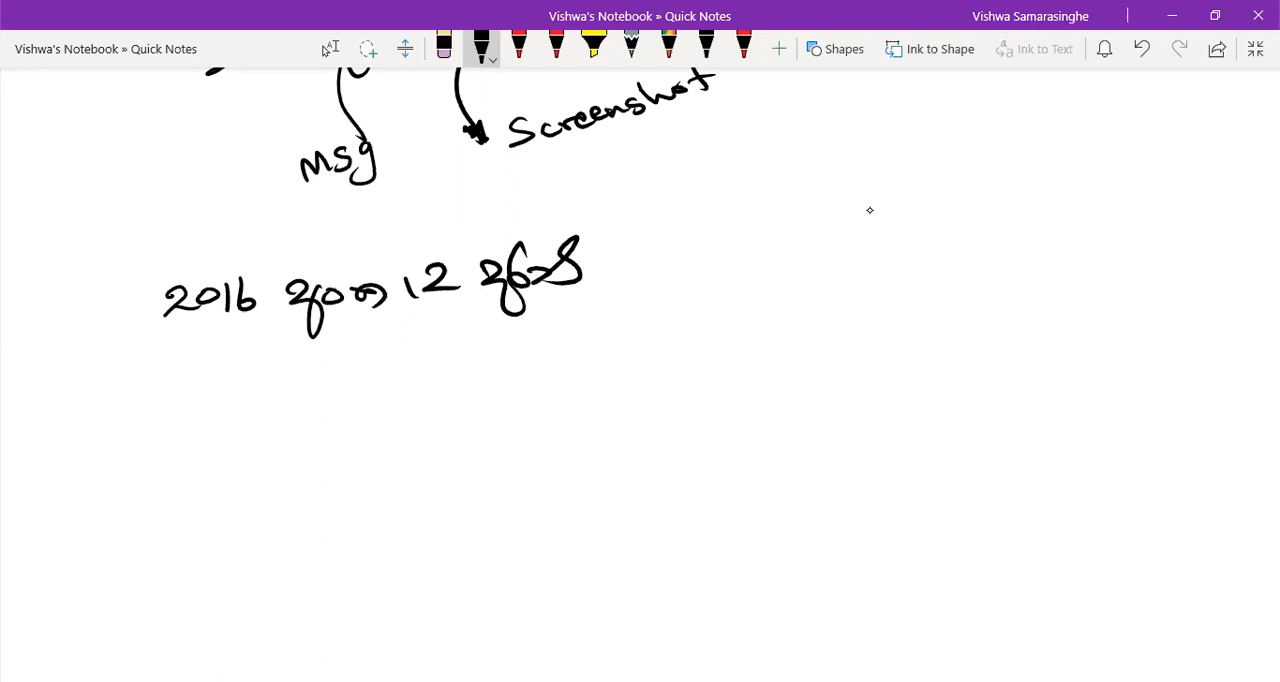 Vishwa's Notebook » Quick Notes
Vishwa Samarasinghe
Vishwa's Notebook » Quick Notes
Shapes
Ink to Shape
Ink to Text
Screenshot
msg
2016 අංක 12 දරන